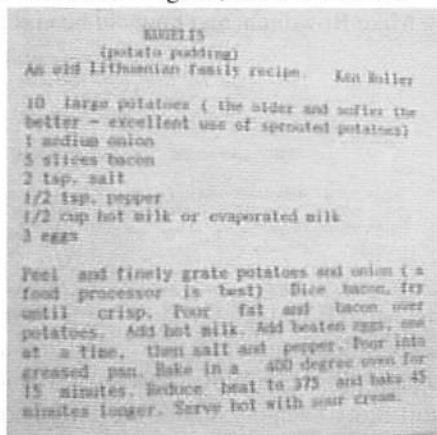 KUGELIS
(potato pudding)
An old Lithuanian family recipe. Ken Roller
10 large potatoes ( the older and softer the
better - excellent use of sprouted potatoes)
1 medium onion
5 slices bacon
2 tsp. salt
1/2 tsp. pepper
1/2 cup hot milk or evaporated milk
3 eggs
Peel and finely grate potatoes and onion ( a
food processor is best) Dice bacon, fry
until crisp. Pour fat and bacon over
potatoes. Add hot milk. Add beaten eggs, one
at a time, then salt and pepper. Pour into
greased pan. Bake in a 400 degree oven for
15 minutes. Reduce heat to 375 and bake 45
minutes longer. Serve hot with sour cream.